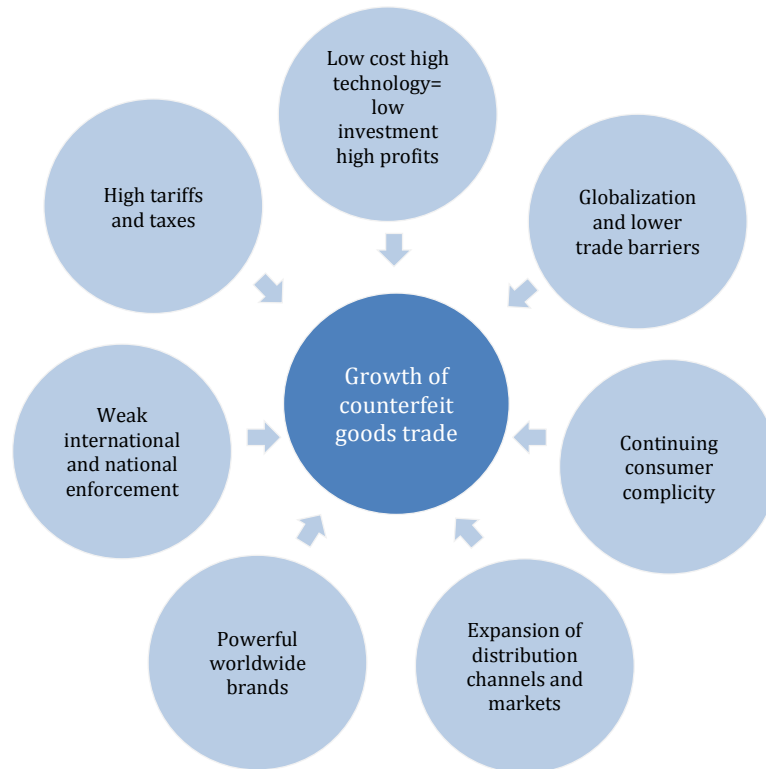 Low cost high
technology=
low
investment
high profits
Globalization
and lower
trade barriers
Continuing
consumer
complicity
Expansion of
distribution
channels and
markets
Powerful
worldwide
brands
Weak
international
and national
enforcement
High tariffs
and taxes
Growth of
counterfeit
goods trade